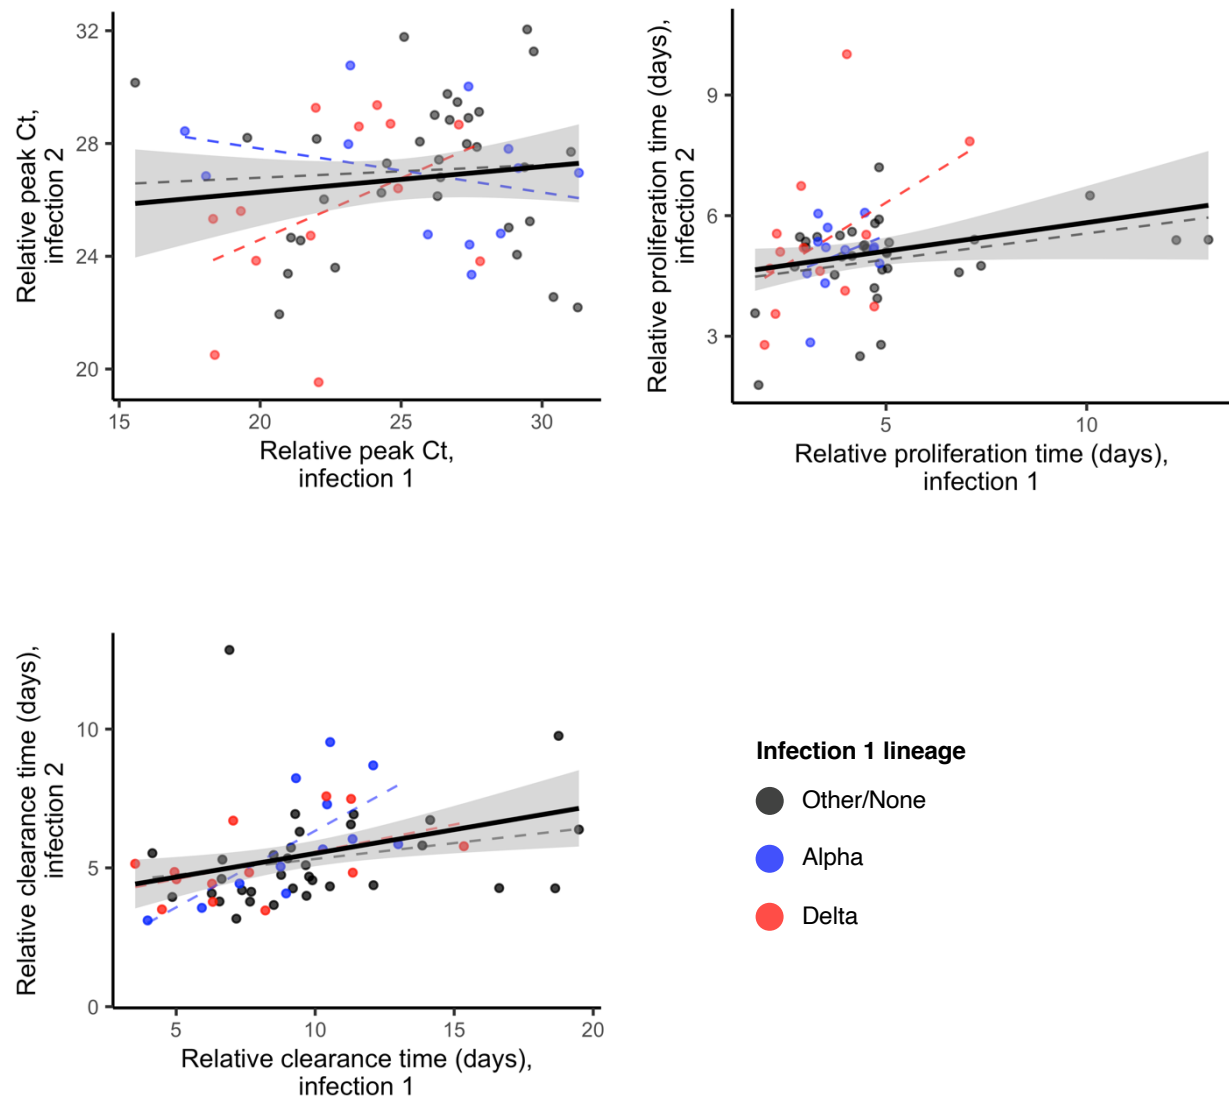 Relative peak Ct,
infection 2
32
28
24
20
15
20
25
30
Relative peak Ct,
infection 1
Relative proliferation time (days),
infection 2
9
6
3
5
10
Relative proliferation time (days),
infection 1
Relative clearance time (days),
infection 2
10
5
0
5
10
15
20
Relative clearance time (days),
infection 1
Infection 1 lineage
Other/None
Alpha
Delta